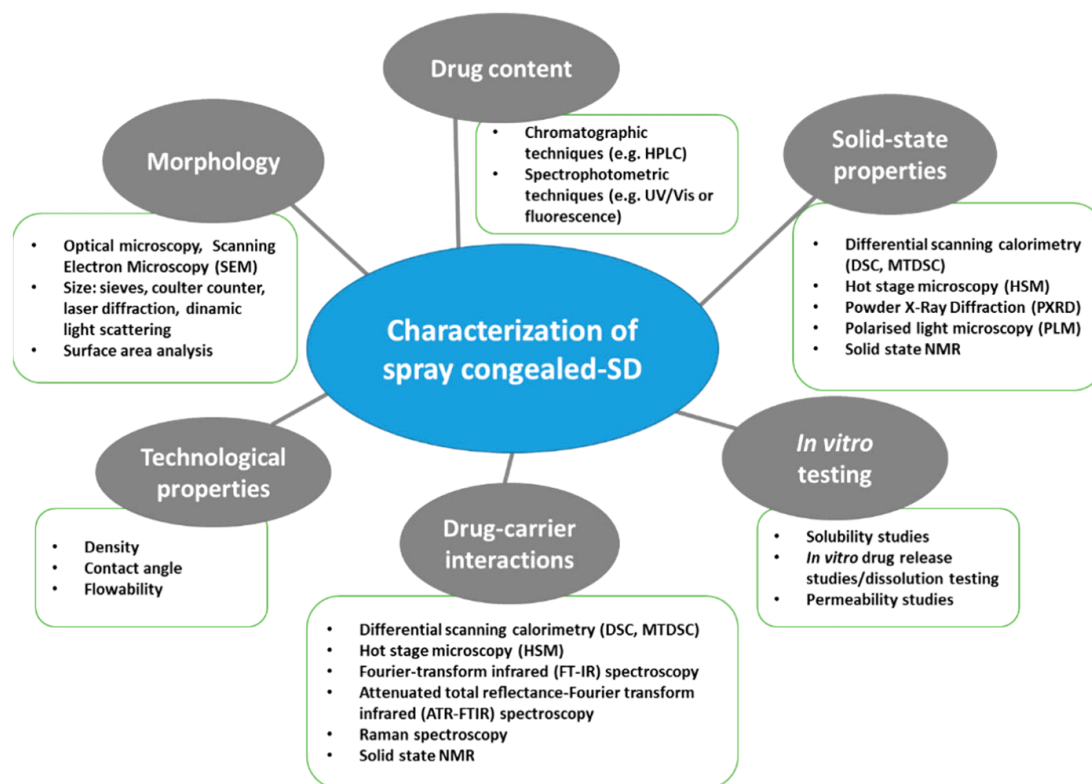 Drug content
• Chromatographic
techniques (e.g. HPLC)
• Spectrophotometric
techniques (e.g. UV/Vis or
fluorescence)
Morphology
• Optical microscopy, Scanning
Electron Microscopy (SEM)
• Size: sieves, coulter counter,
laser diffraction, dinamic
light scattering
• Surface area analysis
Solid-state
properties
• Differential scanning calorimetry
(DSC, MTDSC)
• Hot stage microscopy (HSM)
• Powder X-Ray Diffraction (PXRD)
• Polarised light microscopy (PLM)
• Solid state NMR
Characterization of
spray congealed-SD
Technological
properties
• Density
• Contact angle
• Flowability
Drug-carrier
interactions
• Differential scanning calorimetry (DSC, MTDSC)
• Hot stage microscopy (HSM)
• Fourier-transform infrared (FT-IR) spectroscopy
• Attenuated total reflectance-Fourier transform
infrared (ATR-FTIR) spectroscopy
• Raman spectroscopy
• Solid state NMR
In vitro
testing
• Solubility studies
• In vitro drug release
studies/dissolution testing
• Permeability studies